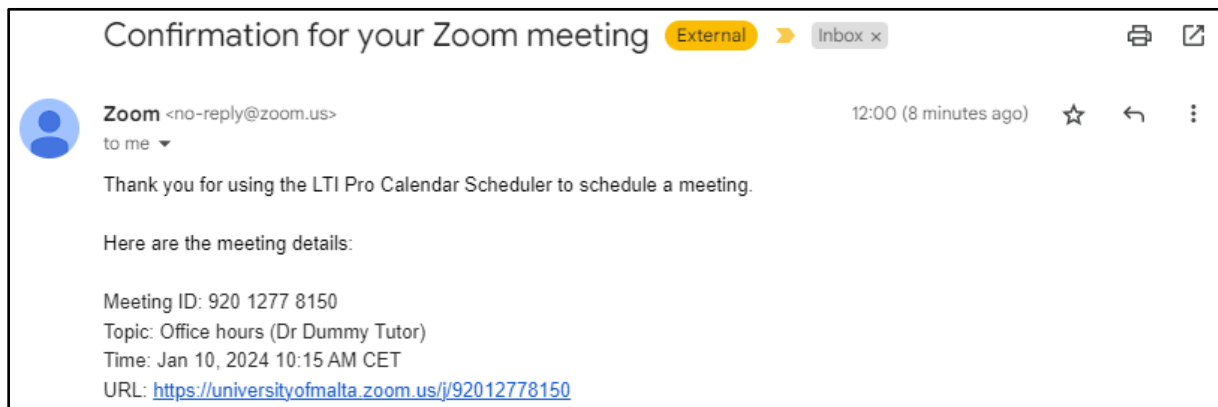 Confirmation for your Zoom meeting External Inbox ×
Zoom <no-reply@zoom.us> 12:00 (8 minutes ago)
to me
Thank you for using the LTI Pro Calendar Scheduler to schedule a meeting.
Here are the meeting details:
Meeting ID: 920 1277 8150
Topic: Office hours (Dr Dummy Tutor)
Time: Jan 10, 2024 10:15 AM CET
URL: https://universityofmalta.zoom.us/j/92012778150